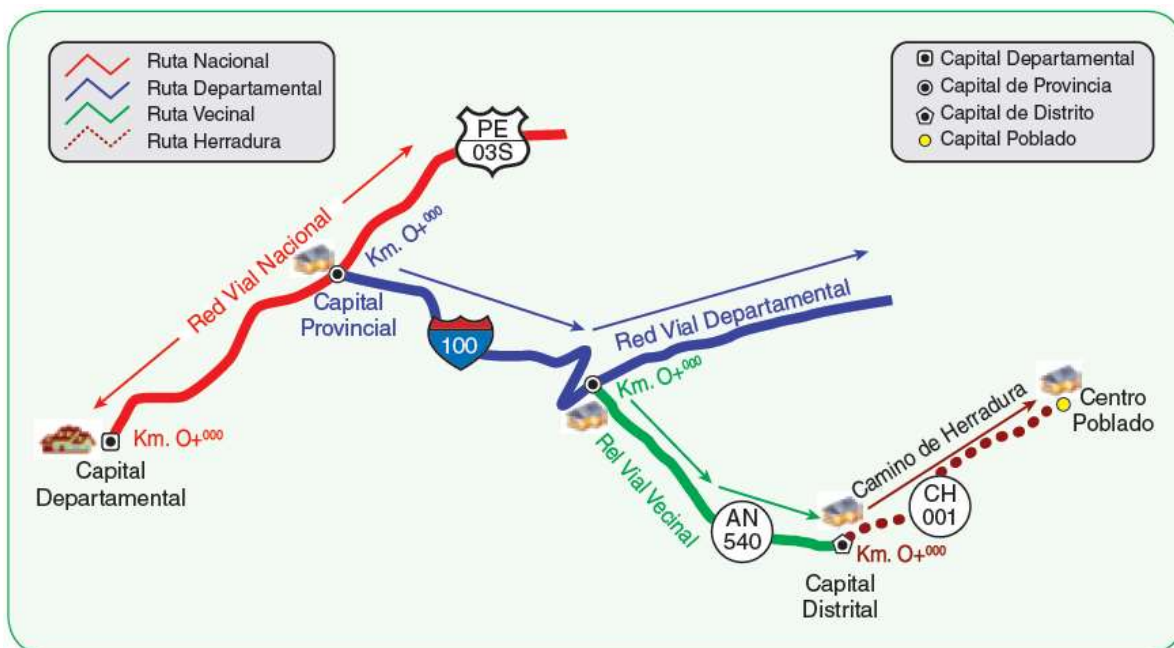 Ruta Nacional
Ruta Departamental
Ruta Vecinal
Ruta Herradura
Capital Departamental
Capital de Provincia
Capital de Distrito
Capital Poblado
PE
03S
Red Vial Nacional
Km. O+000
Capital
Provincial
100
Red Vial Departamental
Km. O+000
Km. O+000
Capital
Departamental
Rel Vial Vecinal
AN
540
Camino de Herradura
Centro
Poblado
CH
001
Km. O+000
Capital
Distrital